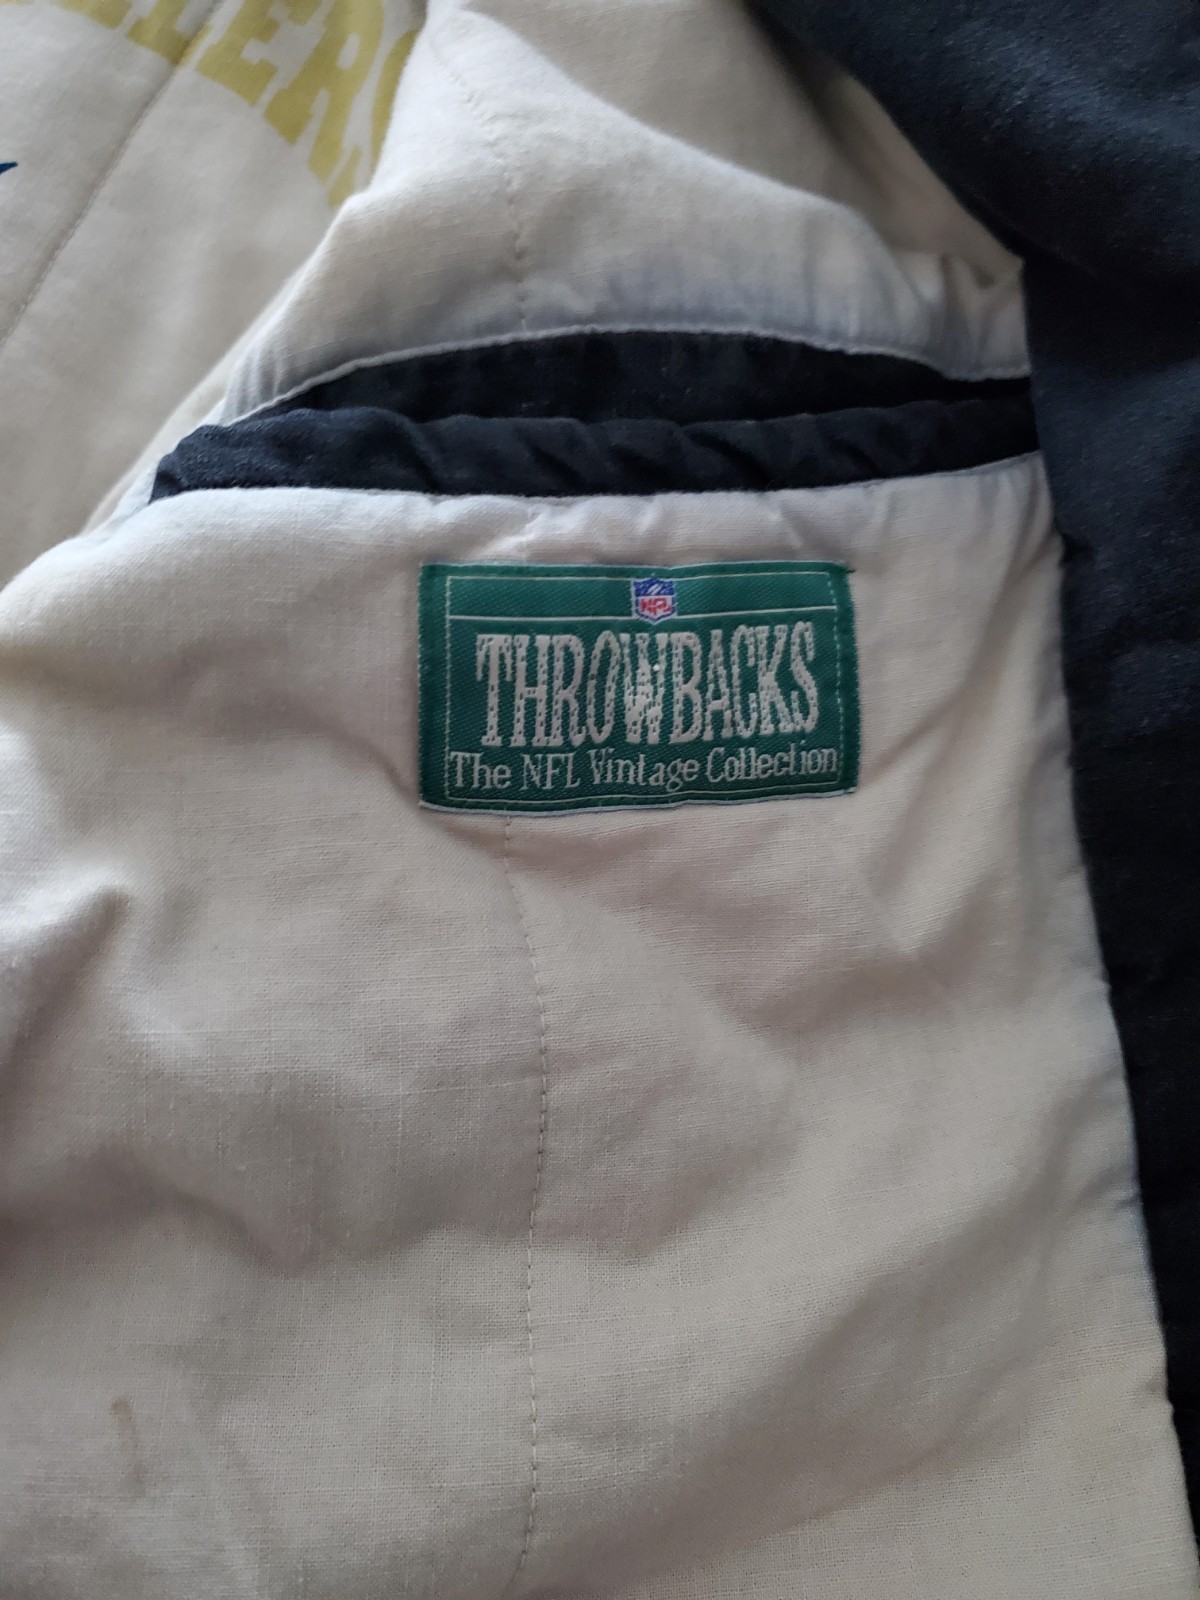 NFL
THROWBACKS
The NFL Vintage Collection